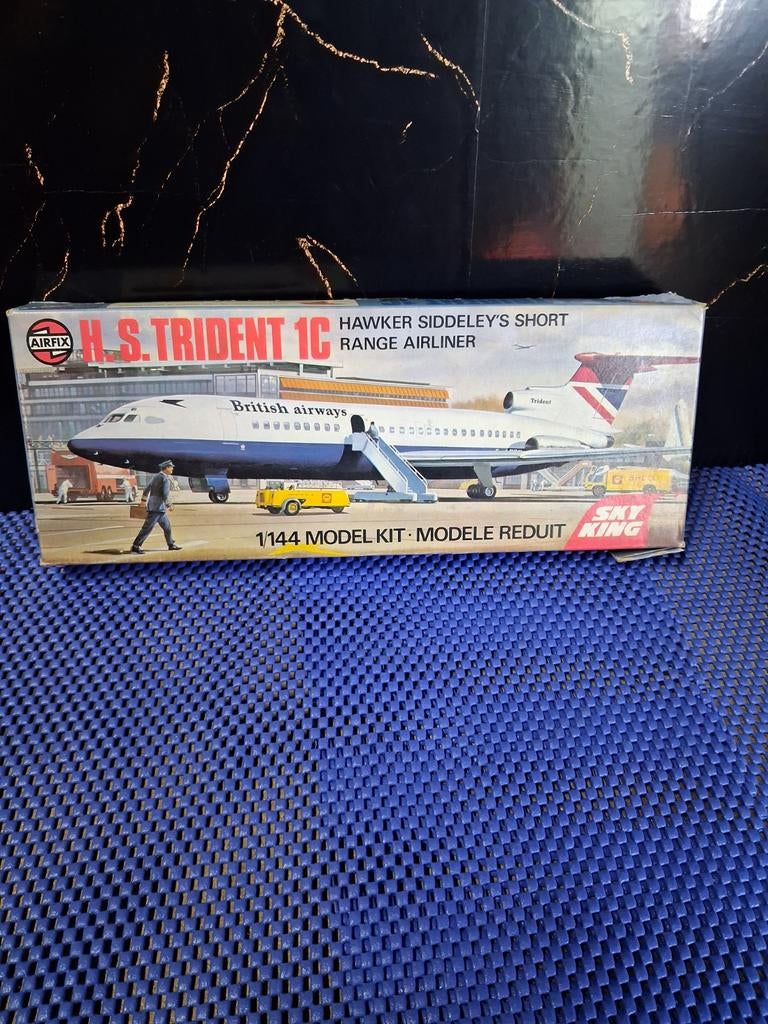 AIRFIX
H. S. TRIDENT 1C
HAWKER SIDDELEY'S SHORT
RANGE AIRLINER
British airways
Trident
1/144 MODEL KIT · MODELE REDUIT
SKY
KING